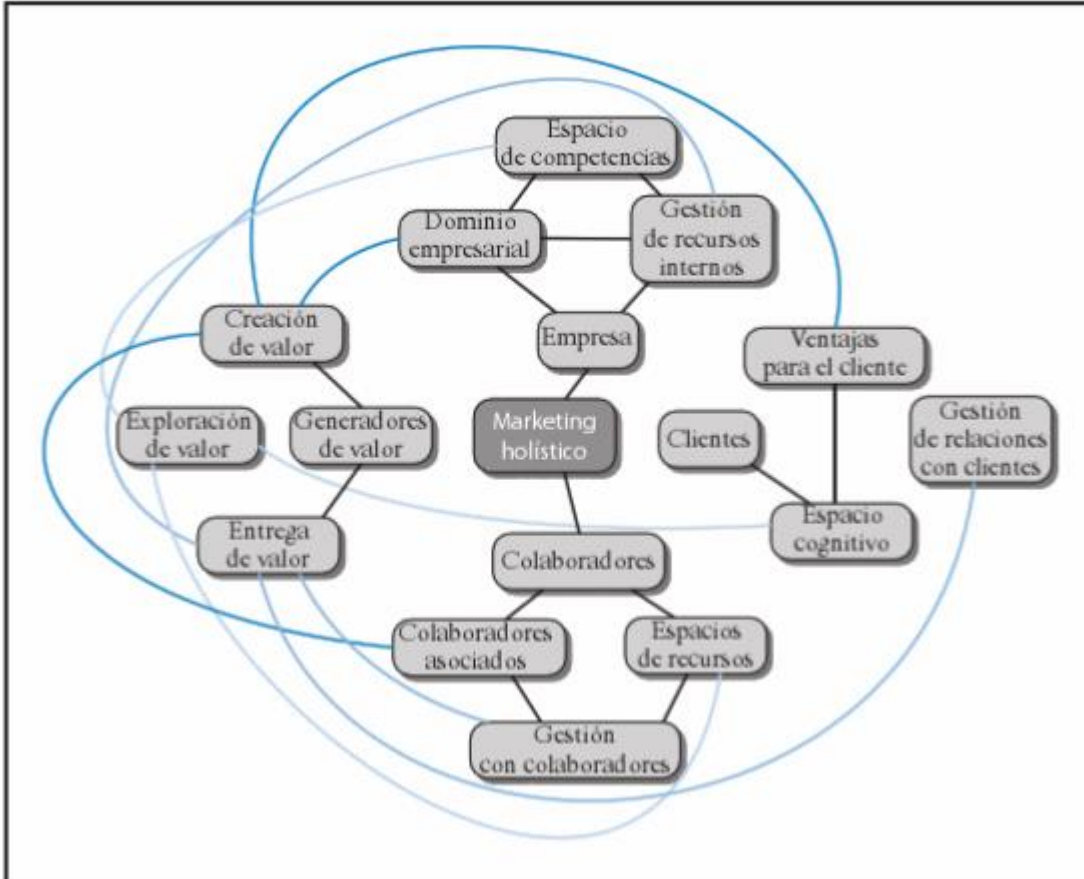 Espacio
de competencias
Dominio
empresarial
Gestión
de recursos
internos
Creación
de valor
Empresa
Ventajas
para el cliente
Exploración
de valor
Generadores
de valor
Marketing
holístico
Clientes
Gestión
de relaciones
con clientes
Entrega
de valor
Espacio
cognitivo
Colaboradores
Colaboradores
asociados
Espacios
de recursos
Gestión
con colaboradores